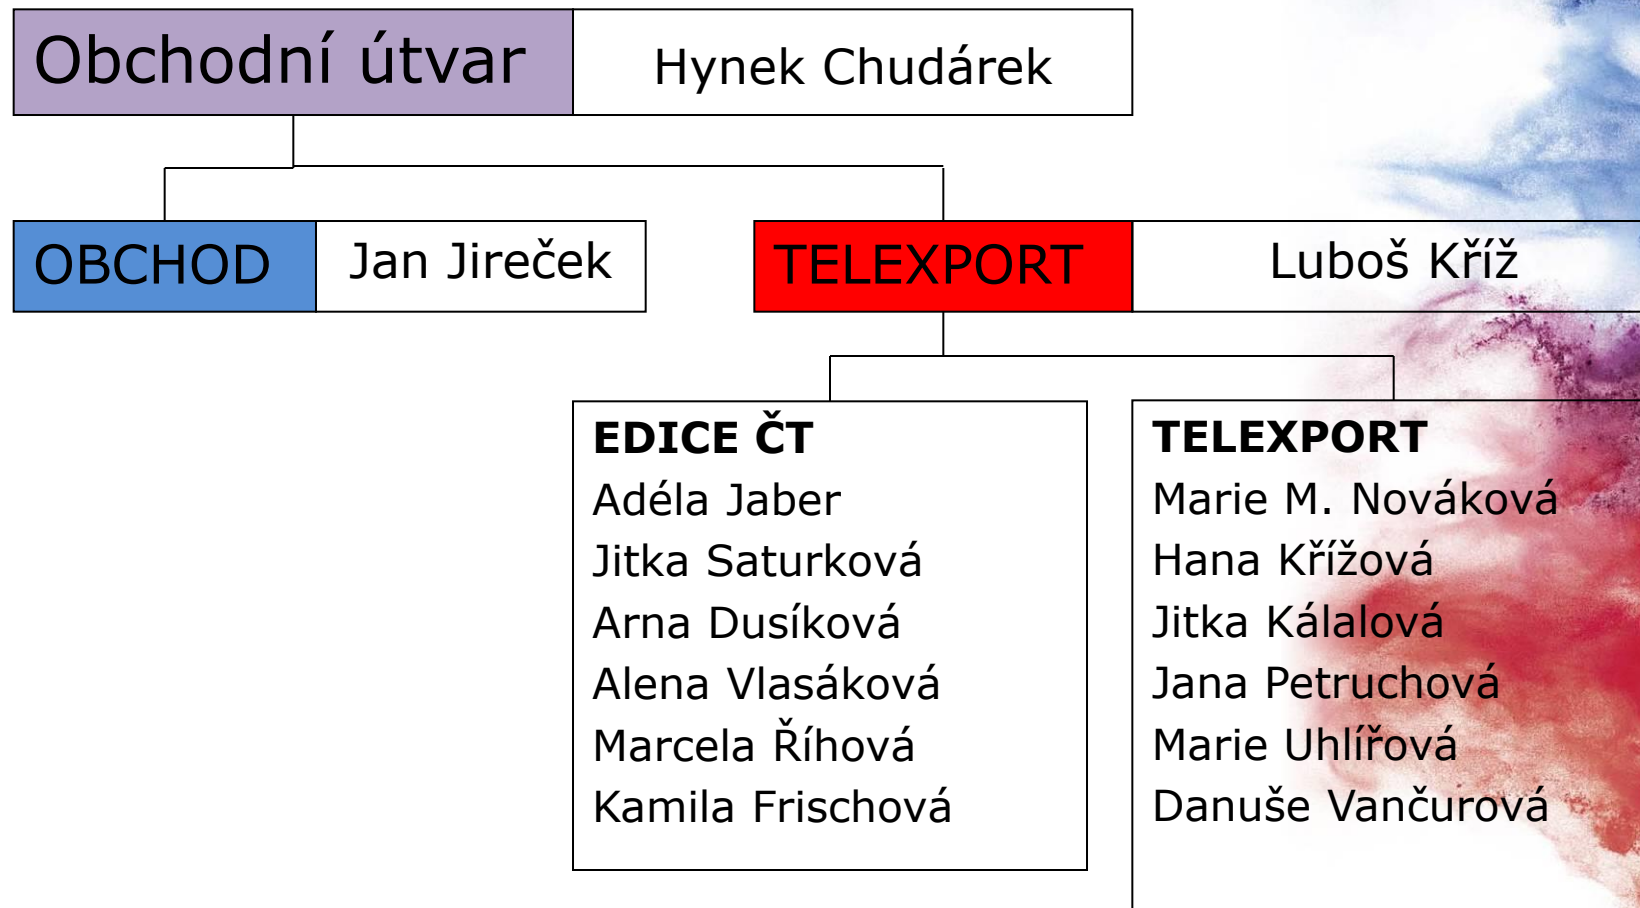 Obchodní útvar
Hynek Chudárek
OBCHOD
Jan Jireček
TELEXPORT
Luboš Kříž
EDICE ČT
Adéla Jaber
Jitka Saturková
Arna Dusíková
Alena Vlasáková
Marcela Říhová
Kamila Frischová
TELEXPORT
Marie M. Nováková
Hana Křížová
Jitka Kálalová
Jana Petruchová
Marie Uhlířová
Danuše Vančurová